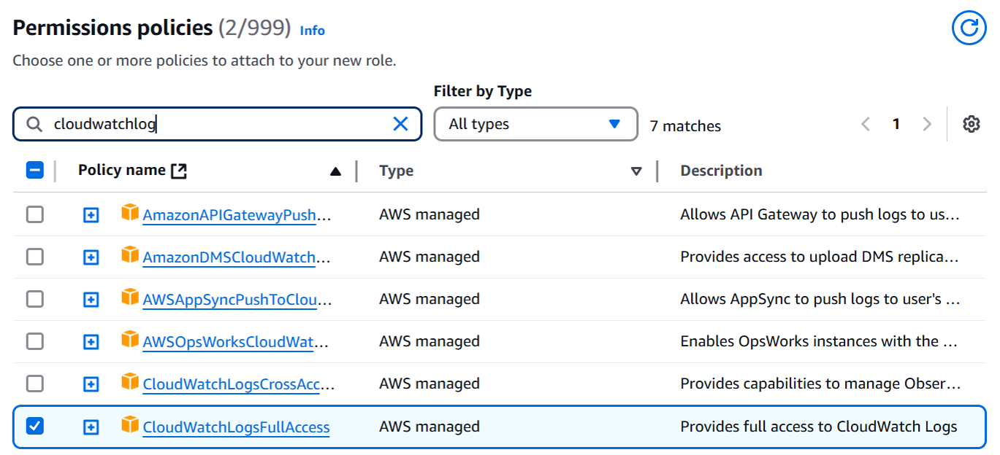 Permissions policies (2/999) Info
Choose one or more policies to attach to your new role.
Filter by Type
cloudwatchlog All types 7 matches 1
Policy name Type Description
AmazonAPIGatewayPush… AWS managed Allows API Gateway to push logs to us…
AmazonDMSCloudWatch… AWS managed Provides access to upload DMS replica…
AWSAppSyncPushToClou… AWS managed Allows AppSync to push logs to user's …
AWSOpsWorksCloudWat… AWS managed Enables OpsWorks instances with the …
CloudWatchLogsCrossAcc… AWS managed Provides capabilities to manage Obser…
CloudWatchLogsFullAccess AWS managed Provides full access to CloudWatch Logs